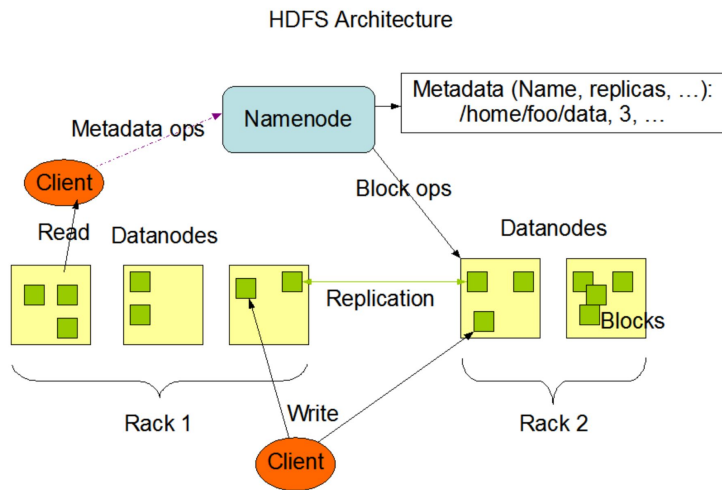 HDFS Architecture
Metadata (Name, replicas, …):
/home/foo/data, 3, …
Namenode
Metadata ops
Client
Block ops
Read
Datanodes
Datanodes
Replication
Blocks
Rack 1
Write
Rack 2
Client